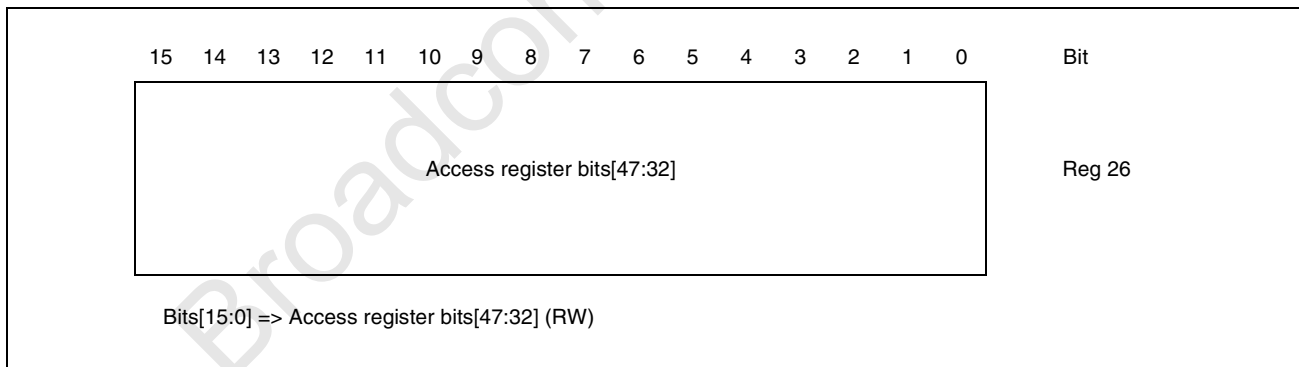 15 14 13 12 11 10 9 8 7 6 5 4 3 2 1 0 Bit
Access register bits[47:32] Reg 26
Bits[15:0] => Access register bits[47:32] (RW)
Broadcom